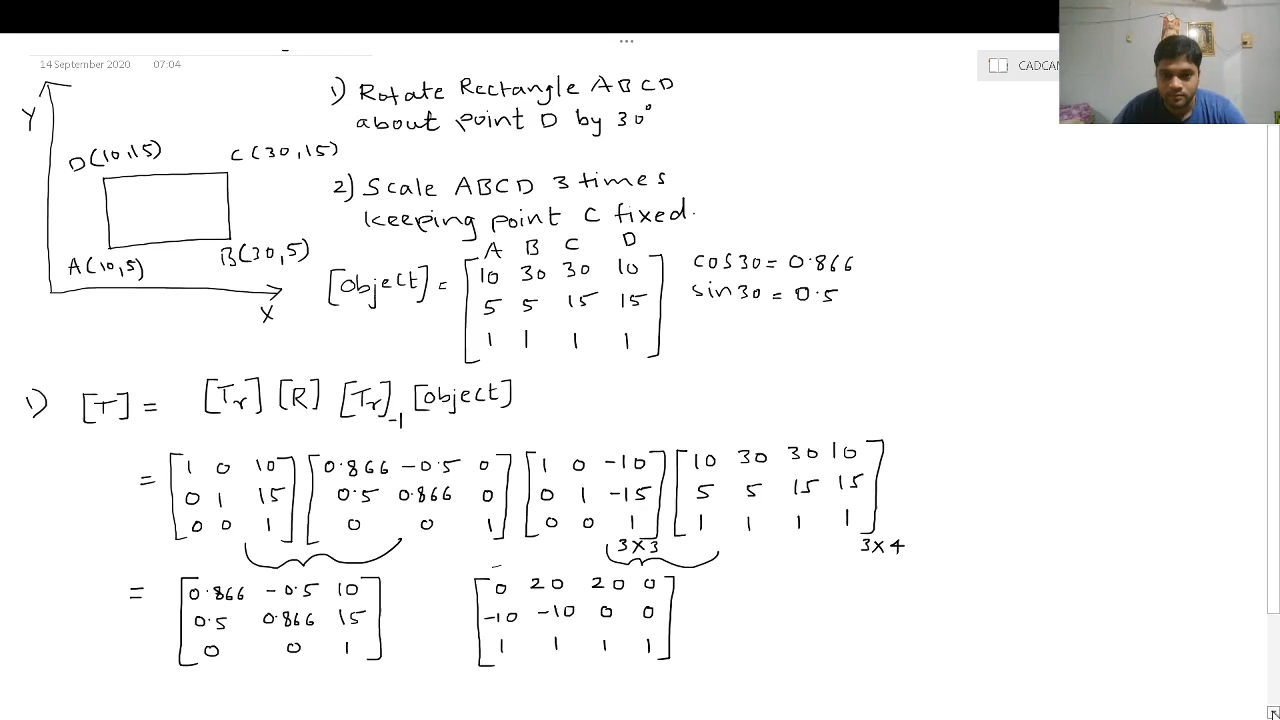 14 September 2020 07:04
CADCAM
Y
D(10,15)
C(30,15)
A(10,5)
B(30,5)
X
1) Rotate Rectangle ABCD
about point D by 30°
2) Scale ABCD 3 times
keeping point C fixed.
A B C D
[Object] = [10 30 30 10
5 5 15 15
1 1 1 1]
cos30 = 0.866
sin30 = 0.5
1) [T] = [Tr] [R] [Tr]-1 [Object]
= [1 0 10] [0.866 -0.5 0] [1 0 -10] [10 30 30 10]
[0 1 15] [0.5 0.866 0] [0 1 -15] [5 5 15 15]
[0 0 1] [0 0 1] [0 0 1] [1 1 1 1]
3X3 3X4
= [0.866 -0.5 10] [0 20 20 0]
[0.5 0.866 15] [-10 -10 0 0]
[0 0 1] [1 1 1 1]